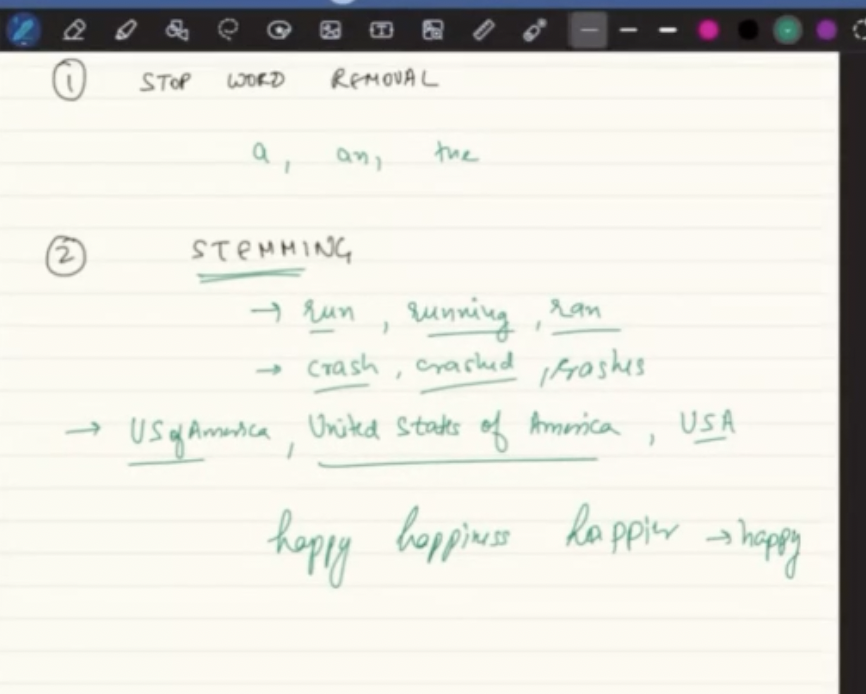 ① STOP WORD REMOVAL
a, an, the
② STEMMING
→ run, running, ran
→ crash, crashed, crashes
→ US of America, United States of America, USA
happy happiness happier → happy